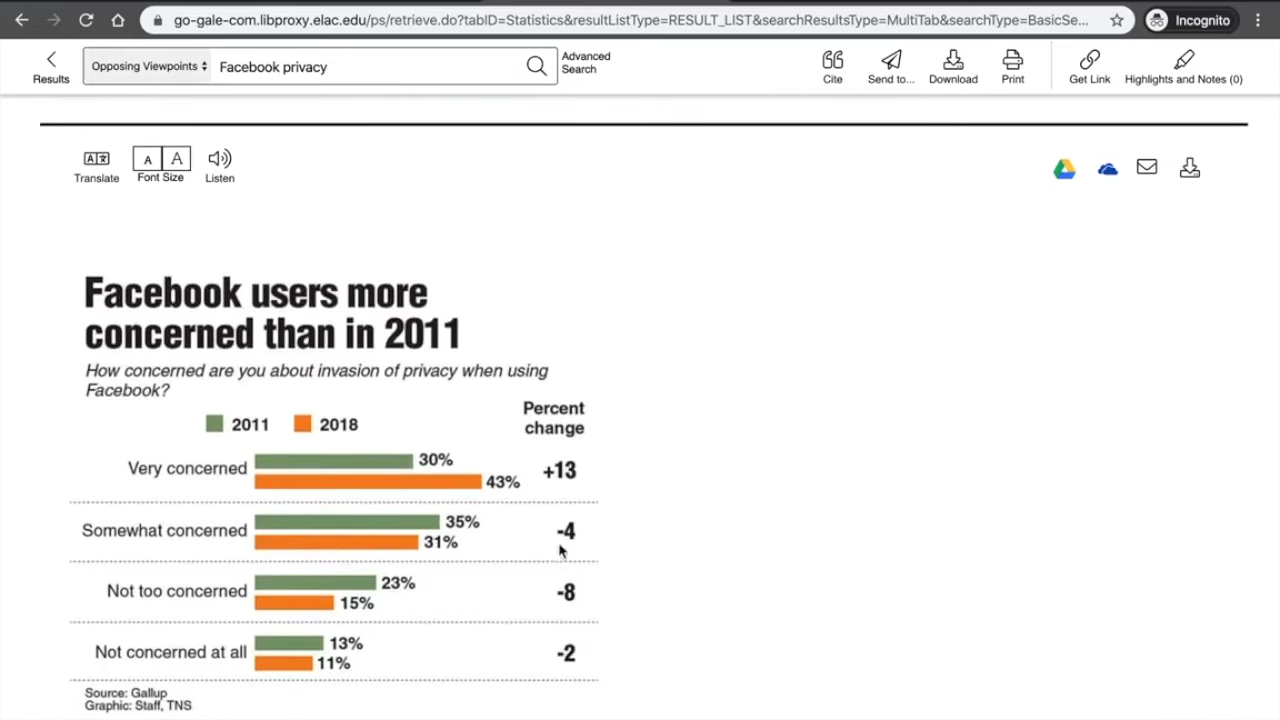 go-gale-com.libproxy.elac.edu/ps/retrieve.do?tabID=Statistics&resultListType=RESULT_LIST&searchResultsType=MultiTab&searchType=BasicSe...
Incognito
Results
Opposing Viewpoints
Facebook privacy
Advanced
Search
Cite
Send to...
Download
Print
Get Link
Highlights and Notes (0)
Translate
A A
Font Size
Listen
Facebook users more
concerned than in 2011
How concerned are you about invasion of privacy when using
Facebook?
2011 2018
Percent
change
Very concerned 30% 43% +13
Somewhat concerned 35% 31% -4
Not too concerned 23% 15% -8
Not concerned at all 13% 11% -2
Source: Gallup
Graphic: Staff, TNS